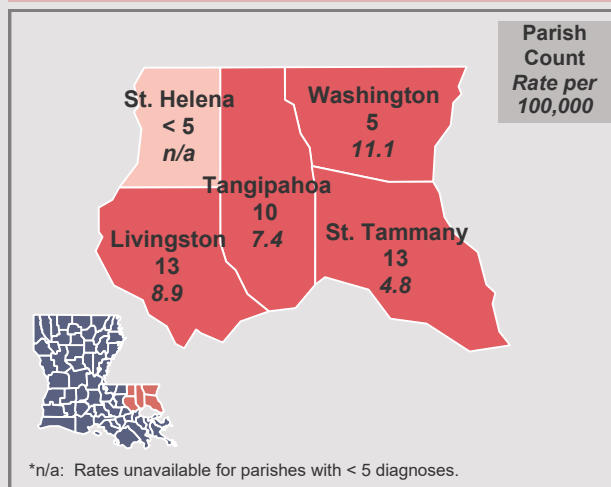 Parish
Count
Rate per
100,000
St. Helena
< 5
n/a
Washington
5
11.1
Tangipahoa
10
7.4
Livingston
13
8.9
St. Tammany
13
4.8
*n/a:  Rates unavailable for parishes with < 5 diagnoses.